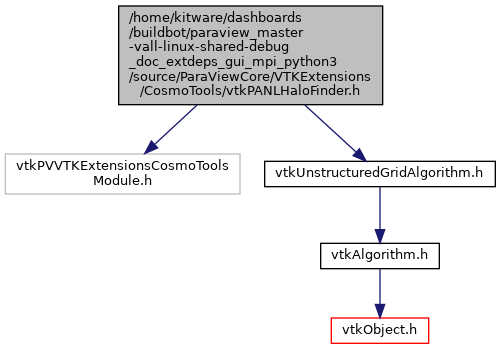 /home/kitware/dashboards
/buildbot/paraview_master
-vall-linux-shared-debug
_doc_extdeps_gui_mpi_python3
/source/ParaViewCore/VTKExtensions
/CosmoTools/vtkPANLHaloFinder.h
vtkPVVTKExtensionsCosmoTools
Module.h
vtkUnstructuredGridAlgorithm.h
vtkAlgorithm.h
vtkObject.h